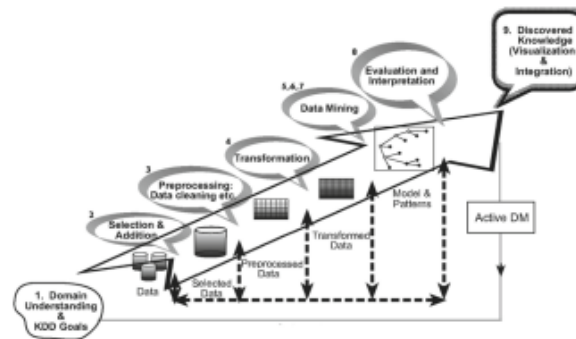 9. Discovered
Knowledge
(Visualization
&
Integration)
8
Evaluation and
Interpretation
5,6,7
Data Mining
4
Transformation
3
Preprocessing:
Data cleaning etc.
2
Selection &
Addition
Model &
Patterns
Active DM
Transformed
Data
Preprocessed
Data
Selected
Data
Data
1. Domain
Understanding
&
KDD Goals